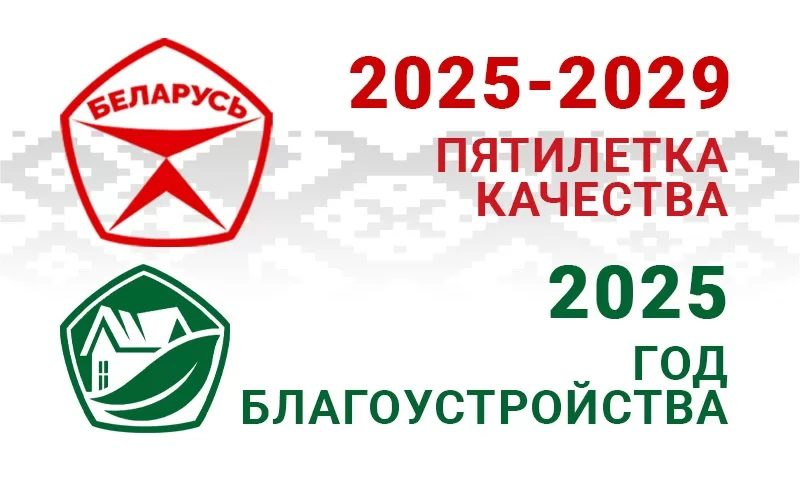 БЕЛАРУСЬ
2025-2029
ПЯТИЛЕТКА
КАЧЕСТВА
2025
ГОД
БЛАГОУСТРОЙСТВА